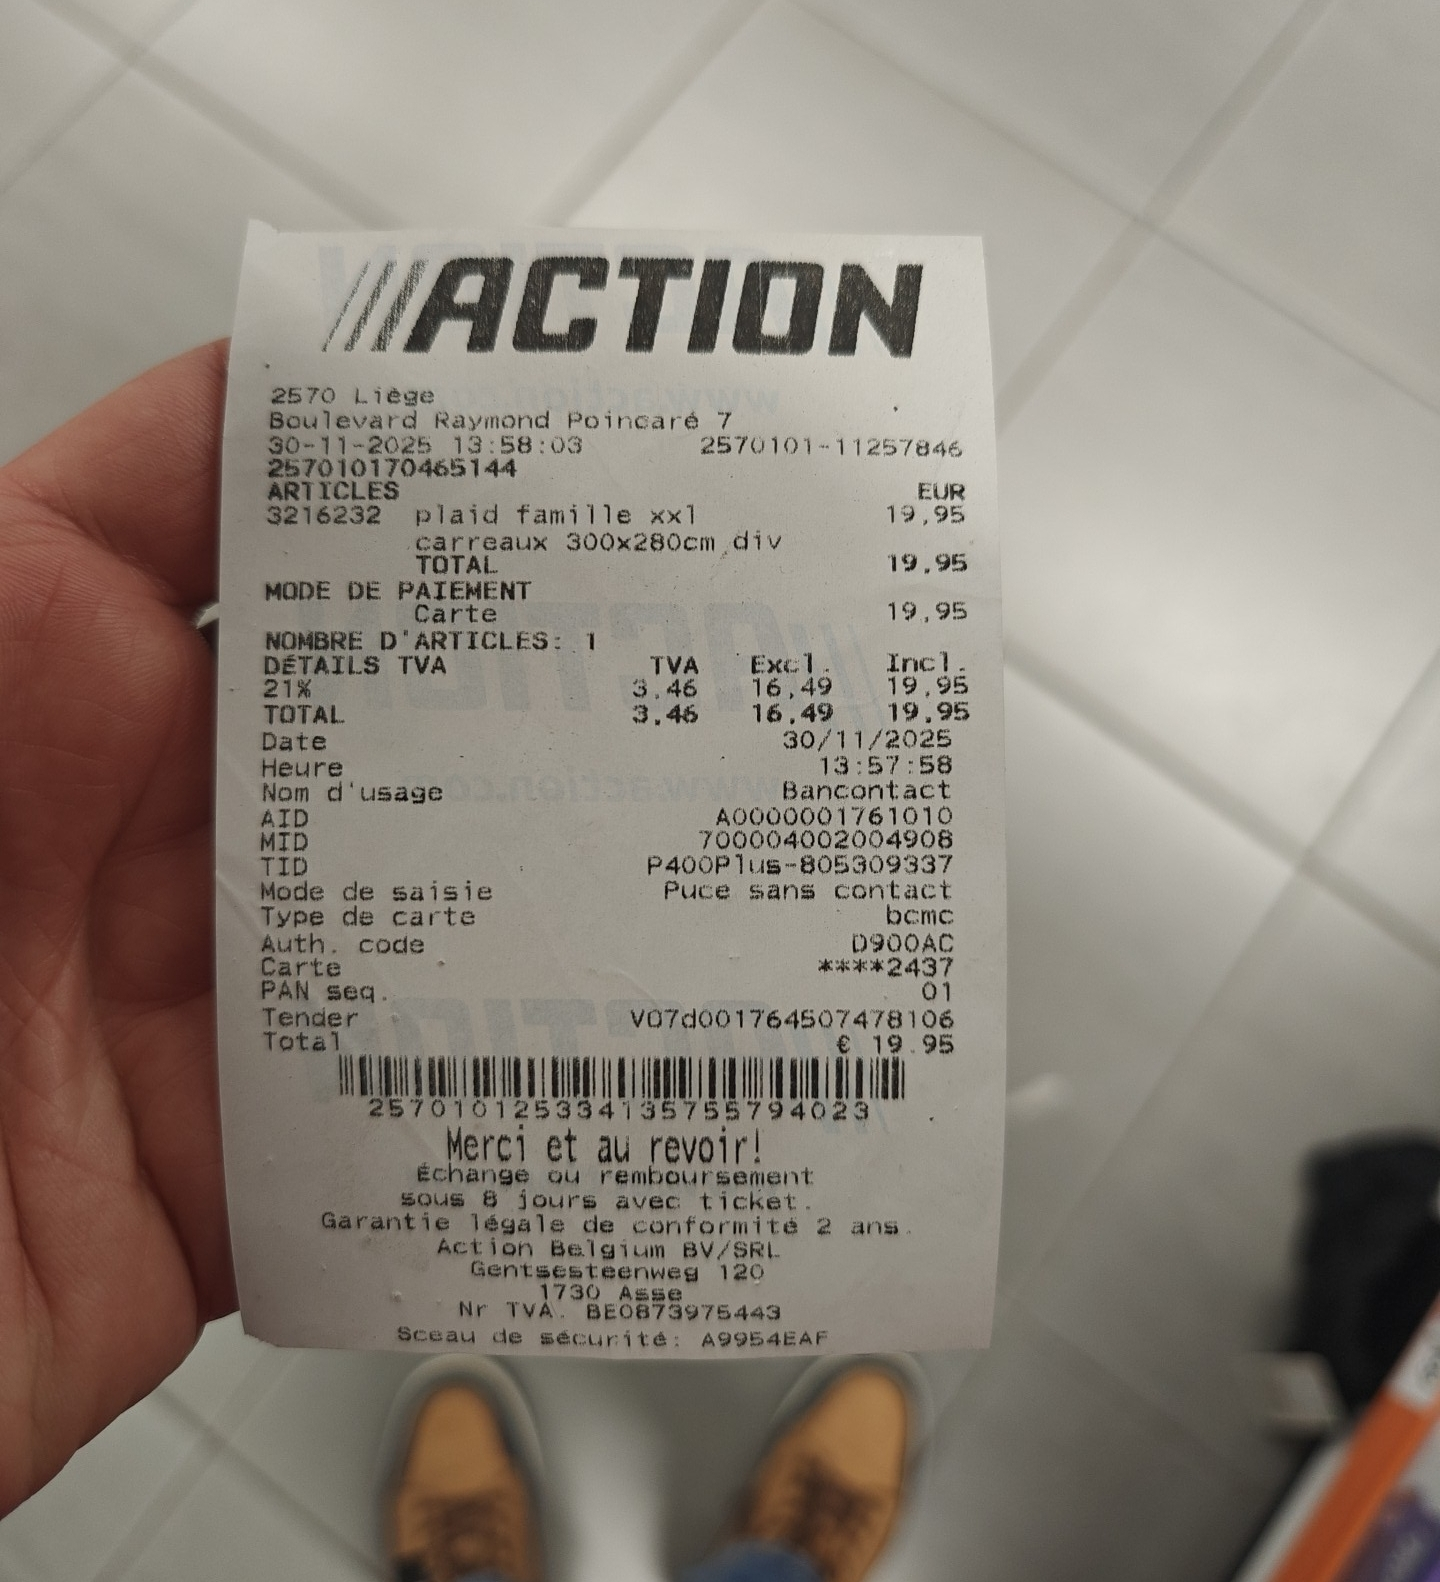 ///ACTION
2570 Liège
Boulevard Raymond Poincaré 7
30-11-2025 13:58:03 2570101-11257846
257010170465144
ARTICLES EUR
3216232 plaid famille xxl 19,95
carreaux 300x280cm div
TOTAL 19,95
MODE DE PAIEMENT
Carte 19,95
NOMBRE D'ARTICLES: 1
DÉTAILS TVA TVA Excl. Incl.
21% 3,46 16,49 19,95
TOTAL 3,46 16,49 19,95
Date 30/11/2025
Heure 13:57:58
Nom d'usage Bancontact
AID A0000001761010
MID 700004002004908
TID P400Plus-805309337
Mode de saisie Puce sans contact
Type de carte bcmc
Auth. code D900AC
Carte ****2437
PAN seq. 01
Tender V07d001764507478106
Total € 19.95
2570101253341357557 94023
Merci et au revoir!
Échange ou remboursement
sous 8 jours avec ticket.
Garantie légale de conformité 2 ans.
Action Belgium BV/SRL
Gentsesteenweg 120
1730 Asse
Nr TVA. BE0873975443
Sceau de sécurité: A9954EAF